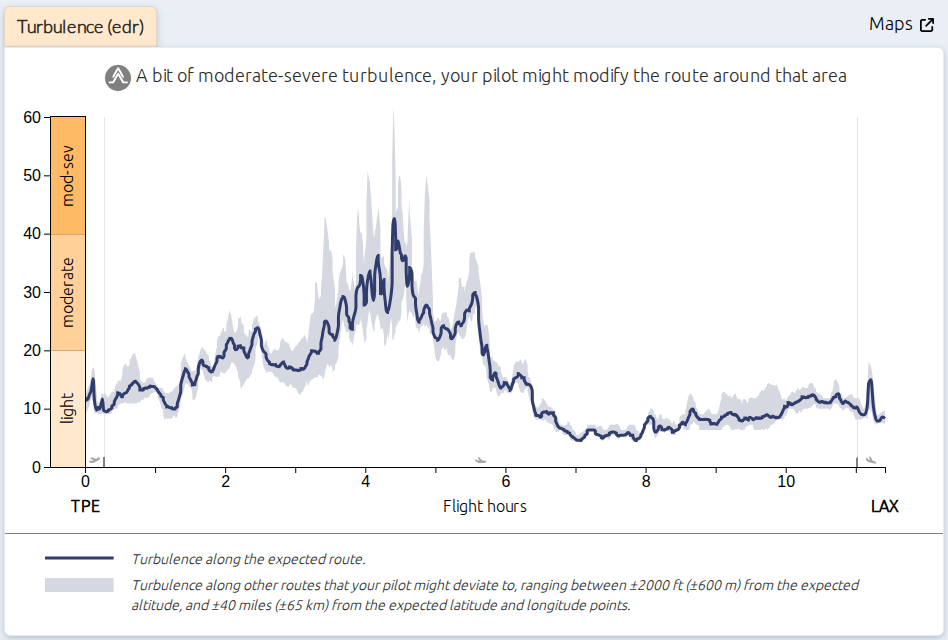 Turbulence (edr)
Maps
A bit of moderate-severe turbulence, your pilot might modify the route around that area
60
50
40
30
20
10
0
mod-sev
moderate
light
0 2 4 6 8 10
TPE Flight hours LAX
Turbulence along the expected route.
Turbulence along other routes that your pilot might deviate to, ranging between ±2000 ft (±600 m) from the expected
altitude, and ±40 miles (±65 km) from the expected latitude and longitude points.